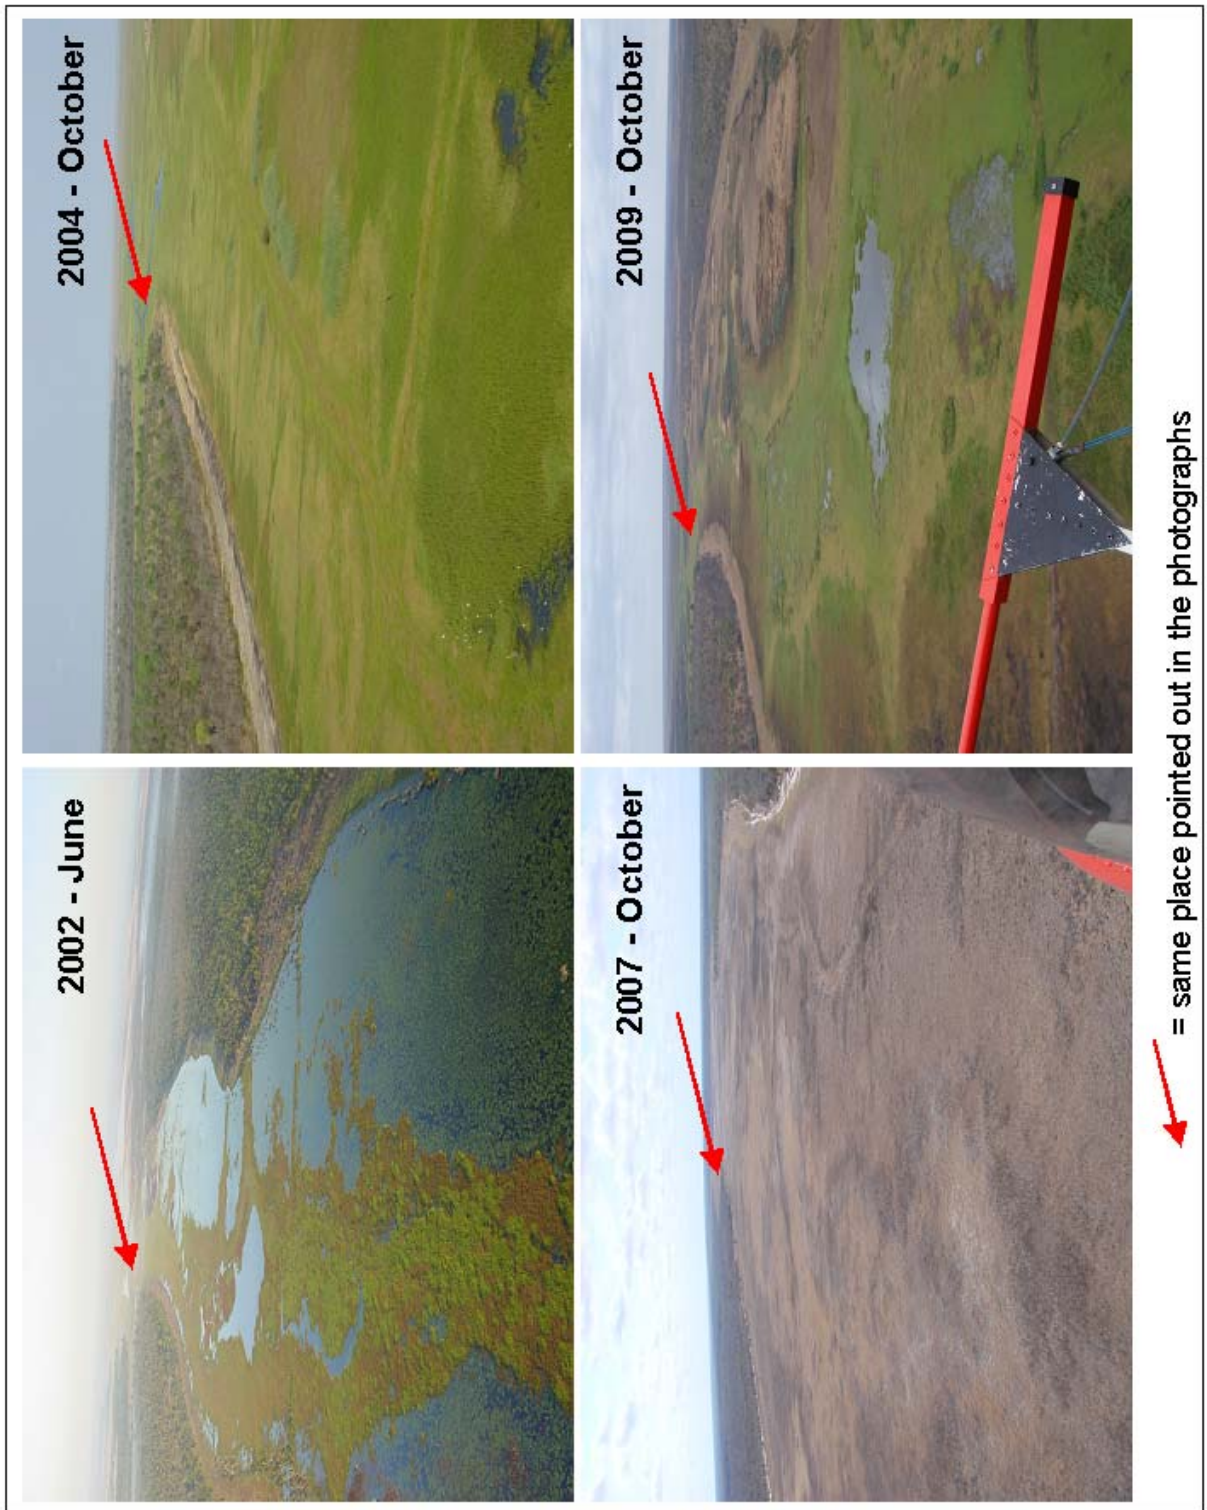 2002 - June
2004 - October
2007 - October
2009 - October
= same place pointed out in the photographs